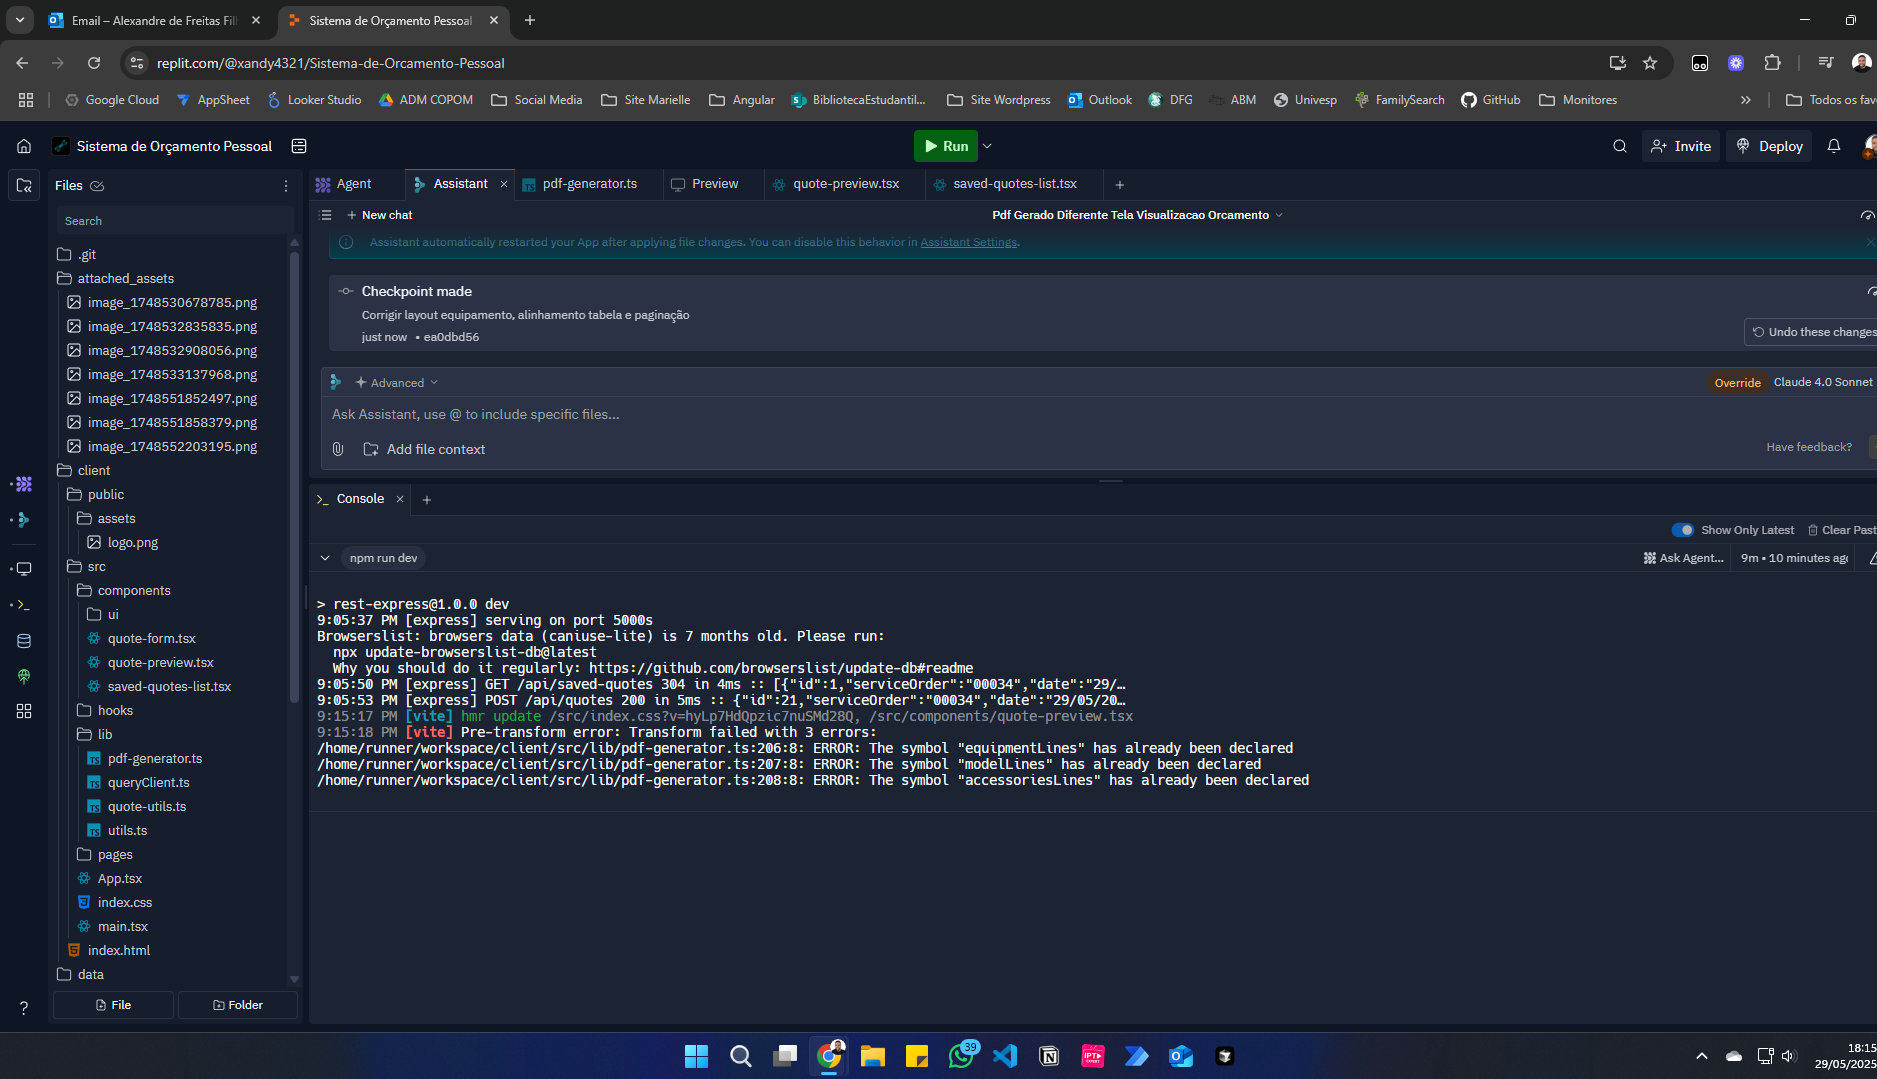 Email – Alexandre de Freitas Fil
Sistema de Orçamento Pessoal
replit.com/@xandy4321/Sistema-de-Orcamento-Pessoal
Google Cloud
AppSheet
Looker Studio
ADM COPOM
Social Media
Site Marielle
Angular
BibliotecaEstudantil...
Site Wordpress
Outlook
DFG
ABM
Univesp
FamilySearch
GitHub
Monitores
Todos os fav
Sistema de Orçamento Pessoal
Run
Invite
Deploy
Files
Search
.git
attached_assets
image_1748530678785.png
image_1748532835835.png
image_1748532908056.png
image_1748533137968.png
image_1748551852497.png
image_1748551858379.png
image_1748552203195.png
client
public
assets
logo.png
src
components
ui
quote-form.tsx
quote-preview.tsx
saved-quotes-list.tsx
hooks
lib
pdf-generator.ts
queryClient.ts
quote-utils.ts
utils.ts
pages
App.tsx
index.css
main.tsx
index.html
data
File
Folder
Agent
Assistant
pdf-generator.ts
Preview
quote-preview.tsx
saved-quotes-list.tsx
New chat
Pdf Gerado Diferente Tela Visualizacao Orcamento
Assistant automatically restarted your App after applying file changes. You can disable this behavior in Assistant Settings.
Checkpoint made
Corrigir layout equipamento, alinhamento tabela e paginação
just now • ea0dbd56
Undo these changes
Advanced
Override
Claude 4.0 Sonnet
Ask Assistant, use @ to include specific files...
Add file context
Have feedback?
Console
Show Only Latest
Clear Past
npm run dev
Ask Agent...
9m • 10 minutes ago
> rest-express@1.0.0 dev
9:05:37 PM [express] serving on port 5000s
Browserslist: browsers data (caniuse-lite) is 7 months old. Please run:
npx update-browserslist-db@latest
Why you should do it regularly: https://github.com/browserslist/update-db#readme
9:05:50 PM [express] GET /api/saved-quotes 304 in 4ms :: [{"id":1,"serviceOrder":"00034","date":"29/…
9:05:53 PM [express] POST /api/quotes 200 in 5ms :: {"id":21,"serviceOrder":"00034","date":"29/05/20…
9:15:17 PM [vite] hmr update /src/index.css?v=hyLp7HdQpzic7nuSMd28Q, /src/components/quote-preview.tsx
9:15:18 PM [vite] Pre-transform error: Transform failed with 3 errors:
/home/runner/workspace/client/src/lib/pdf-generator.ts:206:8: ERROR: The symbol "equipmentLines" has already been declared
/home/runner/workspace/client/src/lib/pdf-generator.ts:207:8: ERROR: The symbol "modelLines" has already been declared
/home/runner/workspace/client/src/lib/pdf-generator.ts:208:8: ERROR: The symbol "accessoriesLines" has already been declared
39
18:15
29/05/2025